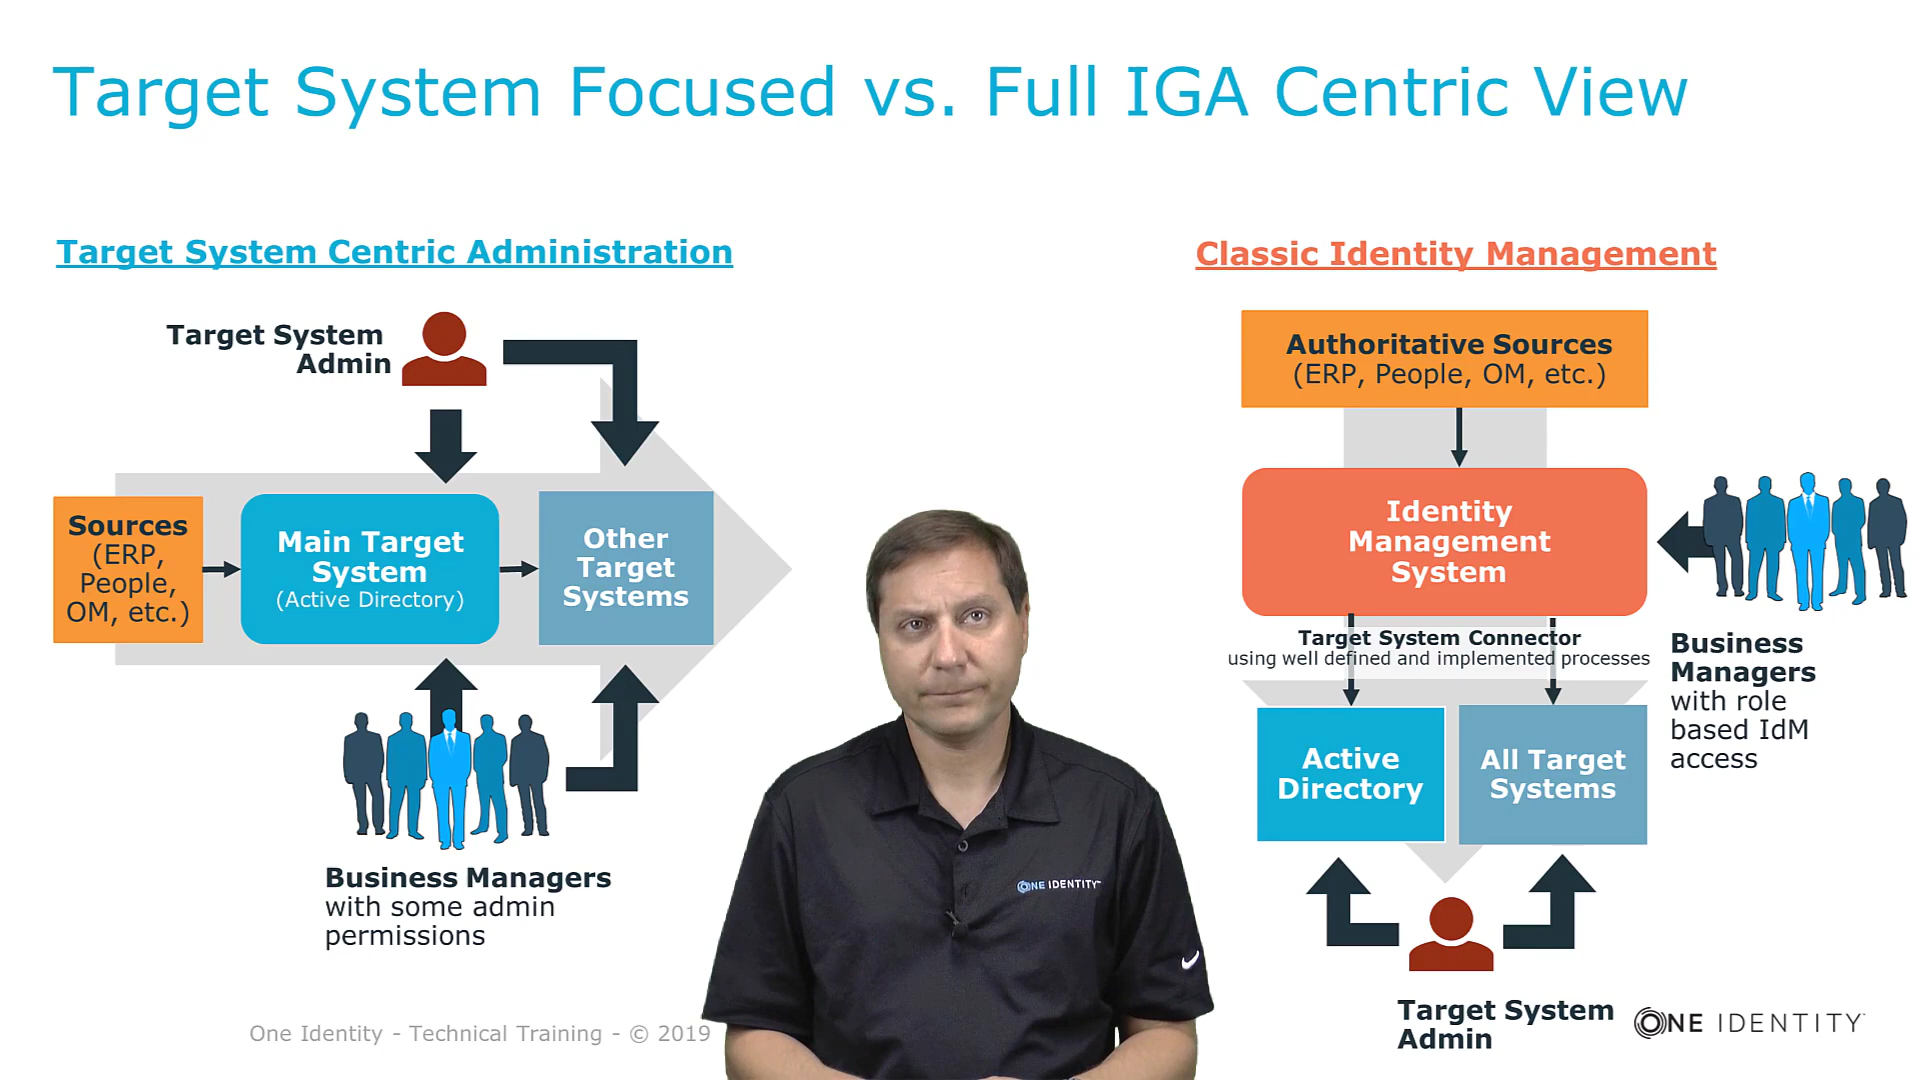 Target System Focused vs. Full IGA Centric View
Target System Centric Administration
Target System
Admin
Sources
(ERP,
People,
OM, etc.)
Main Target
System
(Active Directory)
Other
Target
Systems
Business Managers
with some admin
permissions
Classic Identity Management
Authoritative Sources
(ERP, People, OM, etc.)
Identity
Management
System
Target System Connector
using well defined and implemented processes
Business
Managers
with role
based IdM
access
Active
Directory
All Target
Systems
Target System
Admin
ONE IDENTITY™
One Identity - Technical Training - © 2019
ONE IDENTITY™